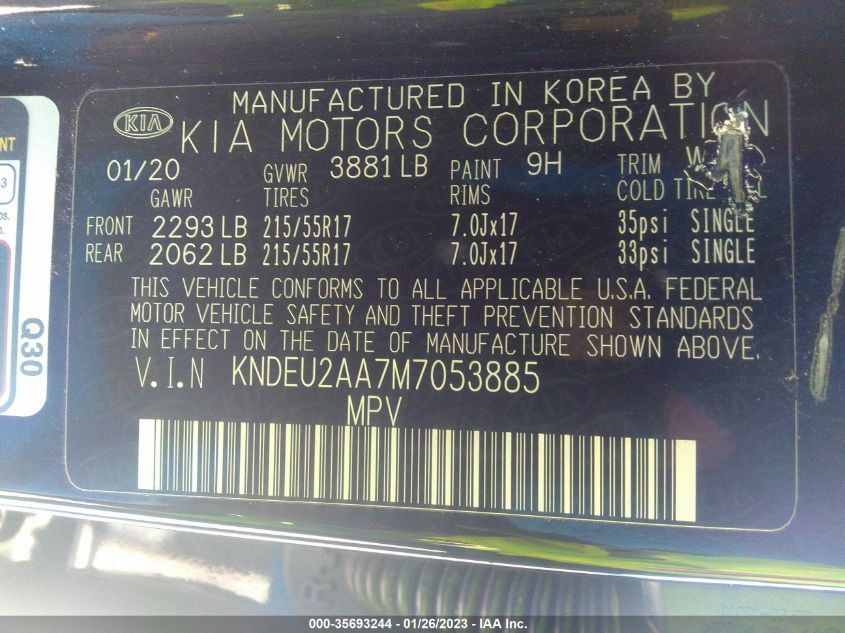 MANUFACTURED IN KOREA BY
KIA KIA MOTORS CORPORATION
01/20 GVWR 3881 LB PAINT 9H TRIM
GAWR TIRES RIMS COLD TIRE
FRONT 2293 LB 215/55R17 7.0Jx17 35psi SINGLE
REAR 2062 LB 215/55R17 7.0Jx17 33psi SINGLE
THIS VEHICLE CONFORMS TO ALL APPLICABLE U.S.A. FEDERAL
MOTOR VEHICLE SAFETY AND THEFT PREVENTION STANDARDS
IN EFFECT ON THE DATE OF MANUFACTURE SHOWN ABOVE.
V.I.N KNDEU2AA7M7053885
MPV
Q30
000-35693244 - 01/26/2023 - IAA Inc.